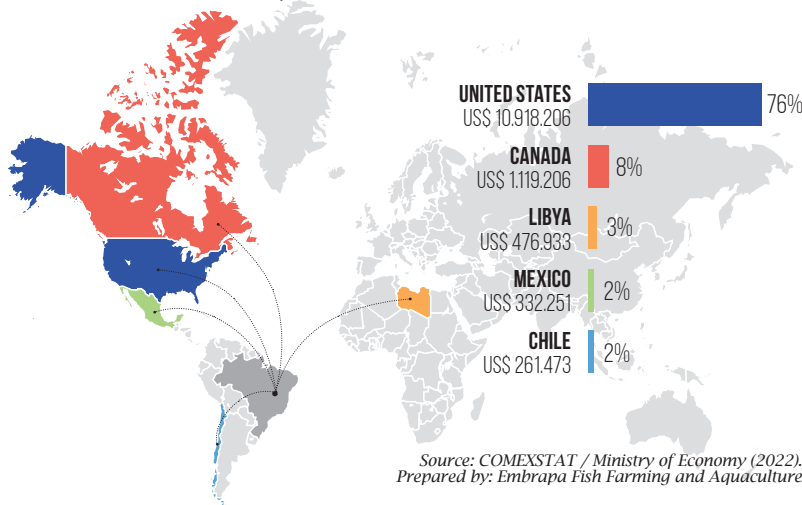 UNITED STATES
US$ 10.918.206
76%
CANADA
US$ 1.119.206
8%
LIBYA
US$ 476.933
3%
MEXICO
US$ 332.251
2%
CHILE
US$ 261.473
2%
Source: COMEXSTAT / Ministry of Economy (2022).
Prepared by: Embrapa Fish Farming and Aquaculture